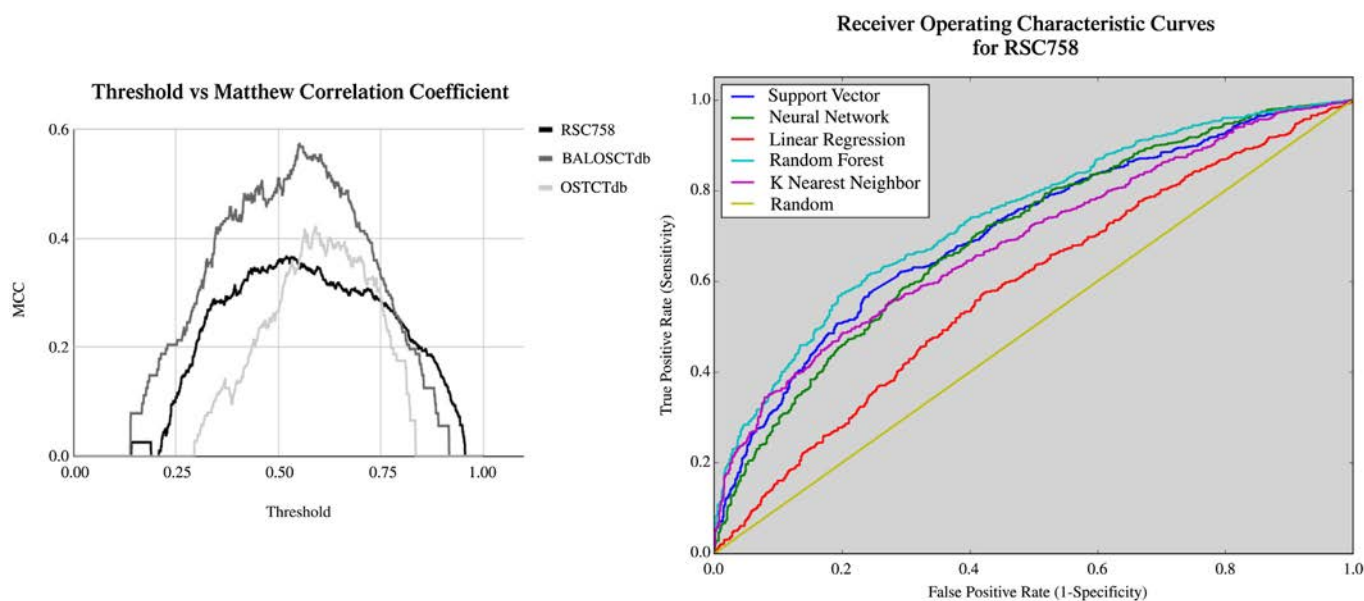 Threshold vs Matthew Correlation Coefficient
0.6
0.4
MCC
0.2
0.0
0.00
0.25
0.50
0.75
1.00
Threshold
RSC758
BALOSCTdb
OSTCTdb
Receiver Operating Characteristic Curves
for RSC758
Support Vector
Neural Network
Linear Regression
Random Forest
K Nearest Neighbor
Random
1.0
0.8
0.6
0.4
0.2
0.0
True Positive Rate (Sensitivity)
0.0
0.2
0.4
0.6
0.8
1.0
False Positive Rate (1-Specificity)